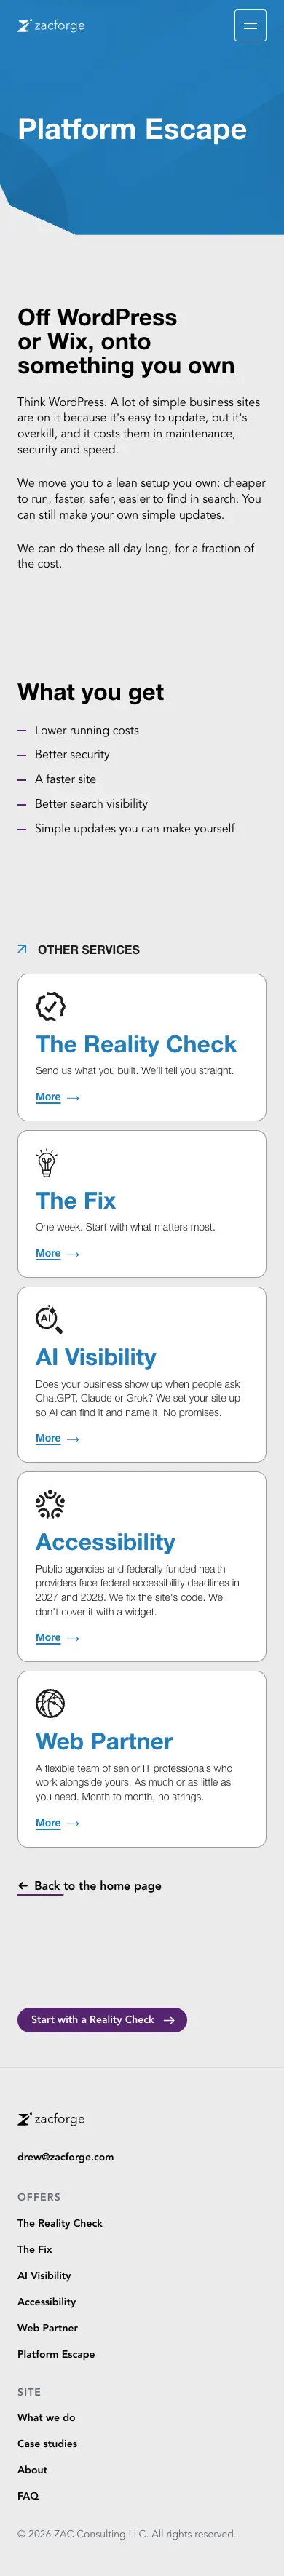 zacforge
Platform Escape
Off WordPress
or Wix, onto
something you own
Think WordPress. A lot of simple business sites
are on it because it's easy to update, but it's
overkill, and it costs them in maintenance,
security and speed.
We move you to a lean setup you own: cheaper
to run, faster, safer, easier to find in search. You
can still make your own simple updates.
We can do these all day long, for a fraction of
the cost.
What you get
Lower running costs
Better security
A faster site
Better search visibility
Simple updates you can make yourself
OTHER SERVICES
The Reality Check
Send us what you built. We'll tell you straight.
More
The Fix
One week. Start with what matters most.
More
AI
AI Visibility
Does your business show up when people ask
ChatGPT, Claude or Grok? We set your site up
so AI can find it and name it. No promises.
More
Accessibility
Public agencies and federally funded health
providers face federal accessibility deadlines in
2027 and 2028. We fix the site's code. We
don't cover it with a widget.
More
Web Partner
A flexible team of senior IT professionals who
work alongside yours. As much or as little as
you need. Month to month, no strings.
More
Back to the home page
Start with a Reality Check
zacforge
drew@zacforge.com
OFFERS
The Reality Check
The Fix
AI Visibility
Accessibility
Web Partner
Platform Escape
SITE
What we do
Case studies
About
FAQ
© 2026 ZAC Consulting LLC. All rights reserved.